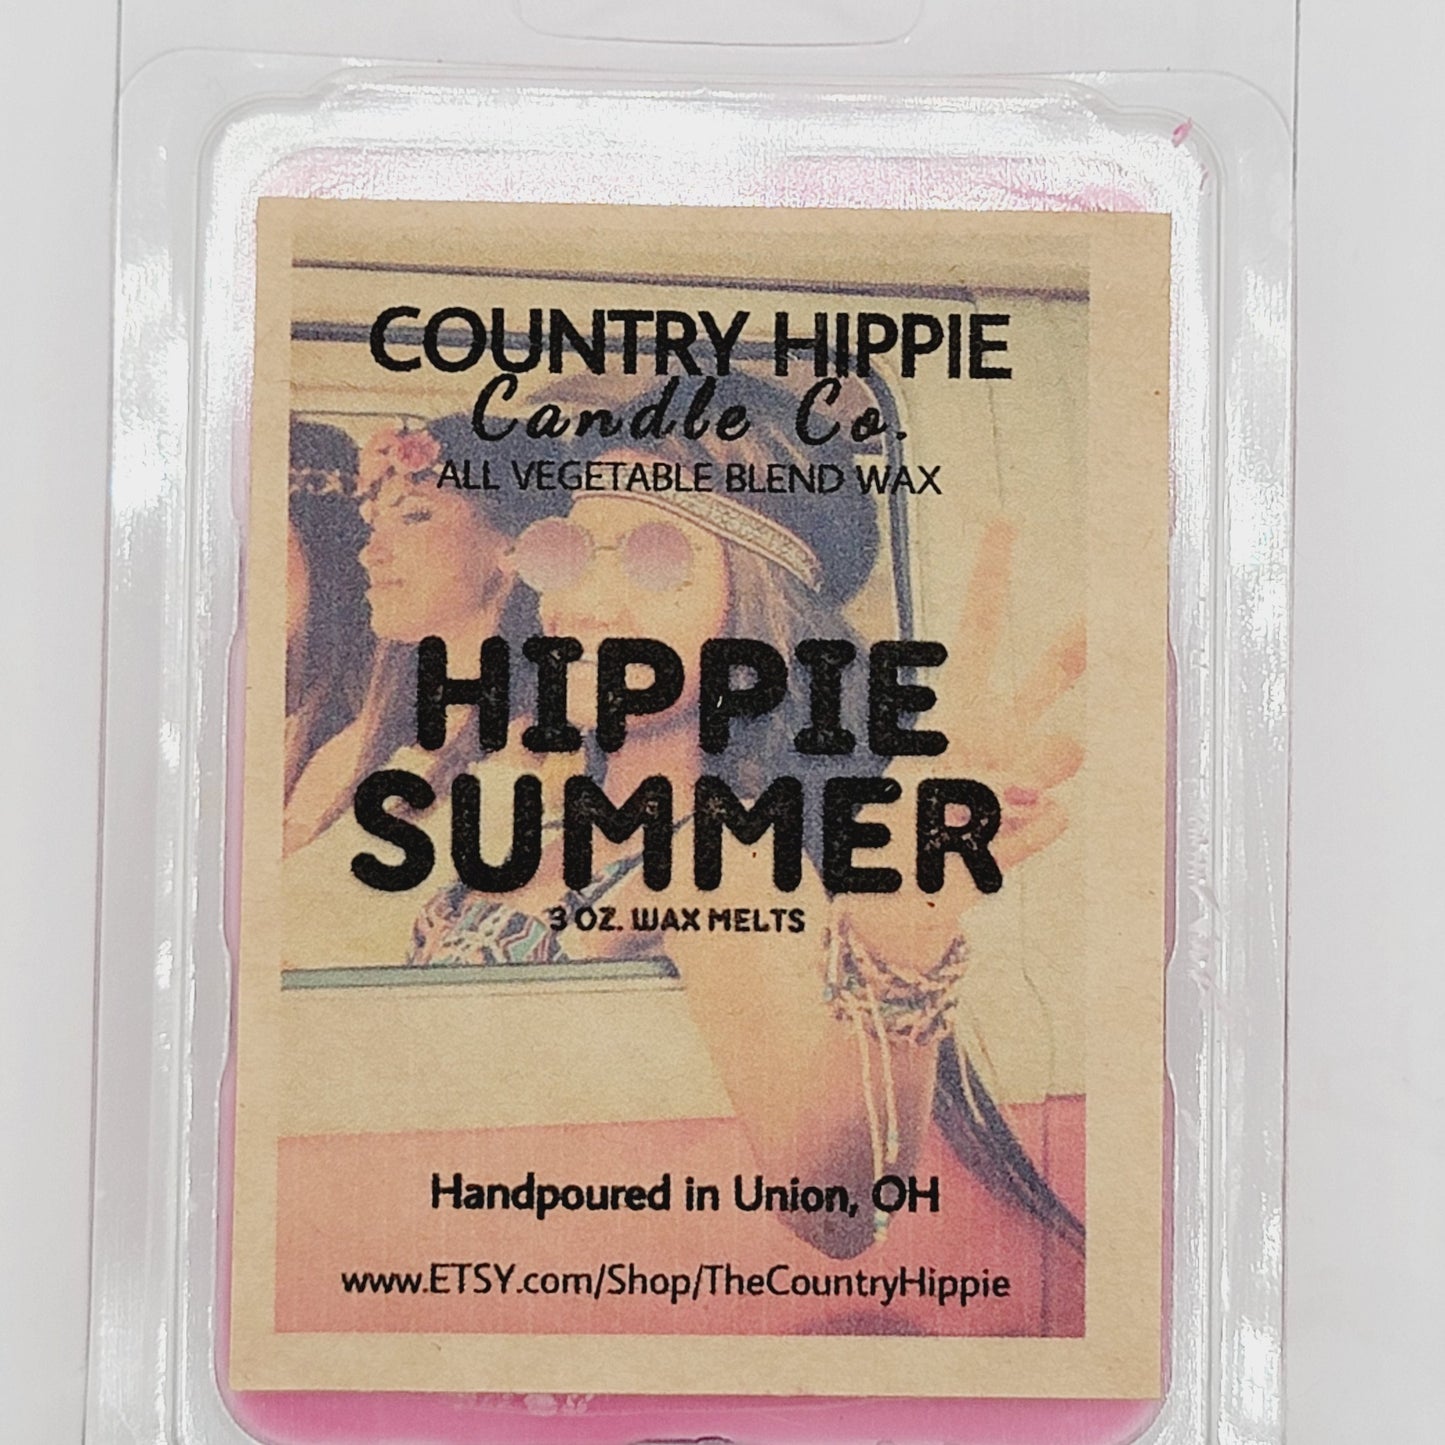 COUNTRY HIPPIE
Candle Co.
ALL VEGETABLE BLEND WAX
HIPPIE
SUMMER
3 OZ. WAX MELTS
Handpoured in Union, OH
www.ETSY.com/Shop/TheCountryHippie